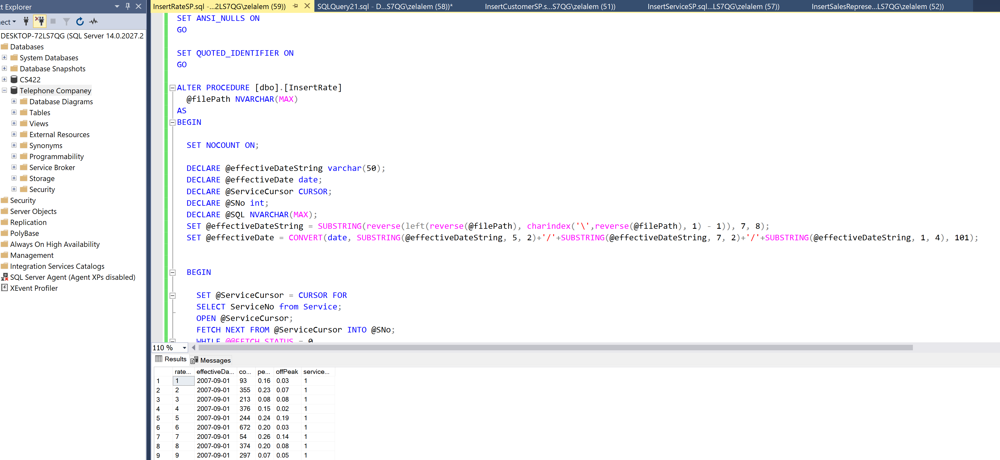 t Explorer
nect
DESKTOP-72LS7QG (SQL Server 14.0.2027.2
Databases
System Databases
Database Snapshots
CS422
Telephone Companey
Database Diagrams
Tables
Views
External Resources
Synonyms
Programmability
Service Broker
Storage
Security
Security
Server Objects
Replication
PolyBase
Always On High Availability
Management
Integration Services Catalogs
SQL Server Agent (Agent XPs disabled)
XEvent Profiler
InsertRateSP.sql -...2LS7QG\zelalem (59)) SQLQuery21.sql - D...S7QG\zelalem (58))* InsertCustomerSP.s...S7QG\zelalem (51)) InsertServiceSP.sql...LS7QG\zelalem (57)) InsertSalesReprese...LS7QG\zelalem (52))
SET ANSI_NULLS ON
GO
SET QUOTED_IDENTIFIER ON
GO
ALTER PROCEDURE [dbo].[InsertRate]
@filePath NVARCHAR(MAX)
AS
BEGIN
SET NOCOUNT ON;
DECLARE @effectiveDateString varchar(50);
DECLARE @effectiveDate date;
DECLARE @ServiceCursor CURSOR;
DECLARE @SNo int;
DECLARE @SQL NVARCHAR(MAX);
SET @effectiveDateString = SUBSTRING(reverse(left(reverse(@filePath), charindex('\',reverse(@filePath), 1) - 1)), 7, 8);
SET @effectiveDate = CONVERT(date, SUBSTRING(@effectiveDateString, 5, 2)+'/'+SUBSTRING(@effectiveDateString, 7, 2)+'/'+SUBSTRING(@effectiveDateString, 1, 4), 101);
BEGIN
SET @ServiceCursor = CURSOR FOR
SELECT ServiceNo from Service;
OPEN @ServiceCursor;
FETCH NEXT FROM @ServiceCursor INTO @SNo;
WHILE @@FETCH_STATUS = 0
110 %
Results Messages
rate... effectiveDa... co... pe... offPeak service...
1 1 2007-09-01 93 0.16 0.03 1
2 2 2007-09-01 355 0.23 0.07 1
3 3 2007-09-01 213 0.08 0.08 1
4 4 2007-09-01 376 0.15 0.02 1
5 5 2007-09-01 244 0.24 0.19 1
6 6 2007-09-01 672 0.20 0.03 1
7 7 2007-09-01 54 0.26 0.14 1
8 8 2007-09-01 374 0.20 0.08 1
9 9 2007-09-01 297 0.07 0.05 1